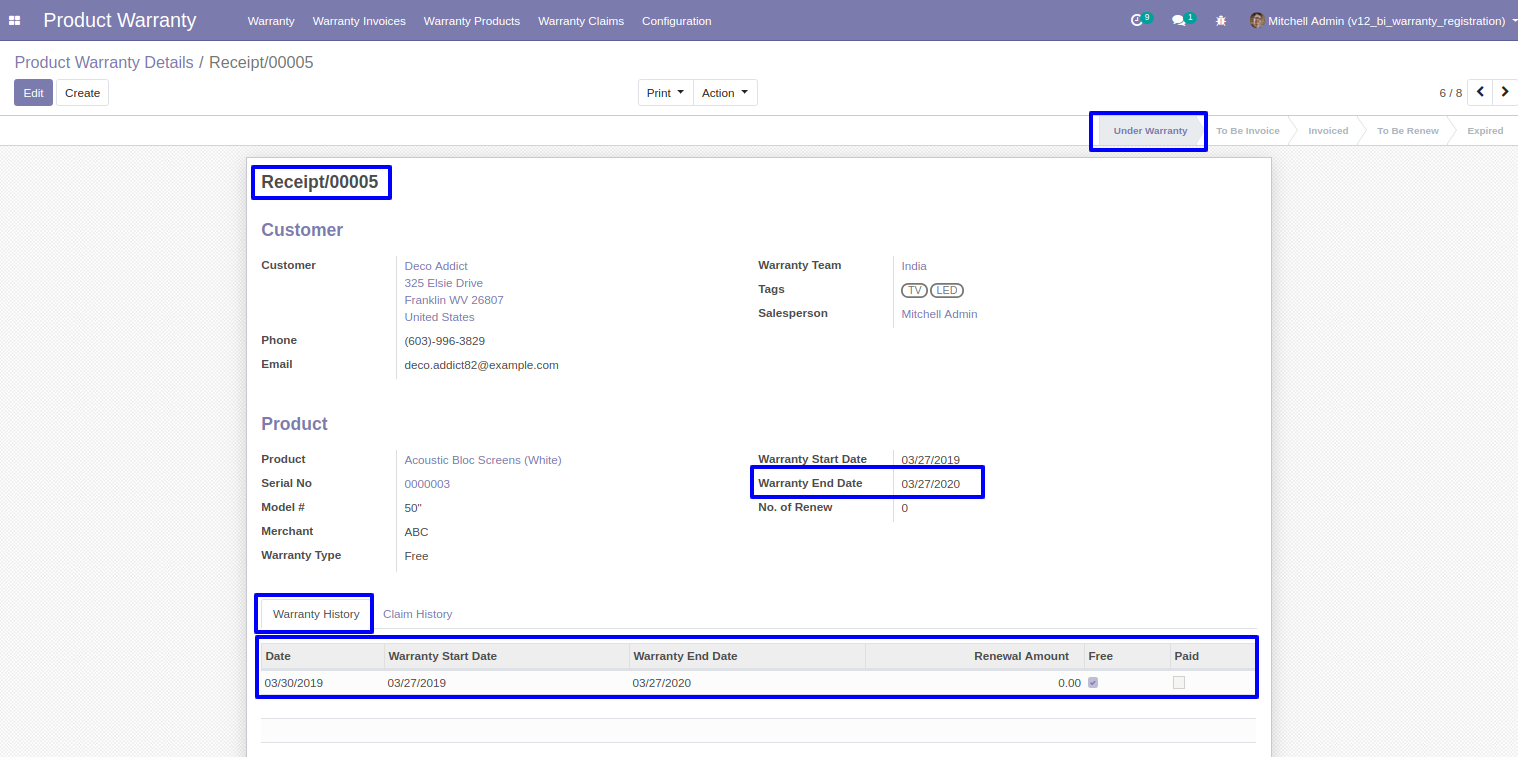 Product Warranty Warranty Warranty Invoices Warranty Products Warranty Claims Configuration 9 1 Mitchell Admin (v12_bi_warranty_registration)
Product Warranty Details / Receipt/00005
Edit Create Print Action 6 / 8
Under Warranty To Be Invoice Invoiced To Be Renew Expired
Receipt/00005
Customer
Customer Deco Addict Warranty Team India
325 Elsie Drive
Tags TV LED
Franklin WV 26807
Salesperson Mitchell Admin
United States
Phone (603)-996-3829
Email deco.addict82@example.com
Product
Product Acoustic Bloc Screens (White) Warranty Start Date 03/27/2019
Serial No 0000003 Warranty End Date 03/27/2020
Model # 50" No. of Renew 0
Merchant ABC
Warranty Type Free
Warranty History Claim History
Date Warranty Start Date Warranty End Date Renewal Amount Free Paid
03/30/2019 03/27/2019 03/27/2020 0.00